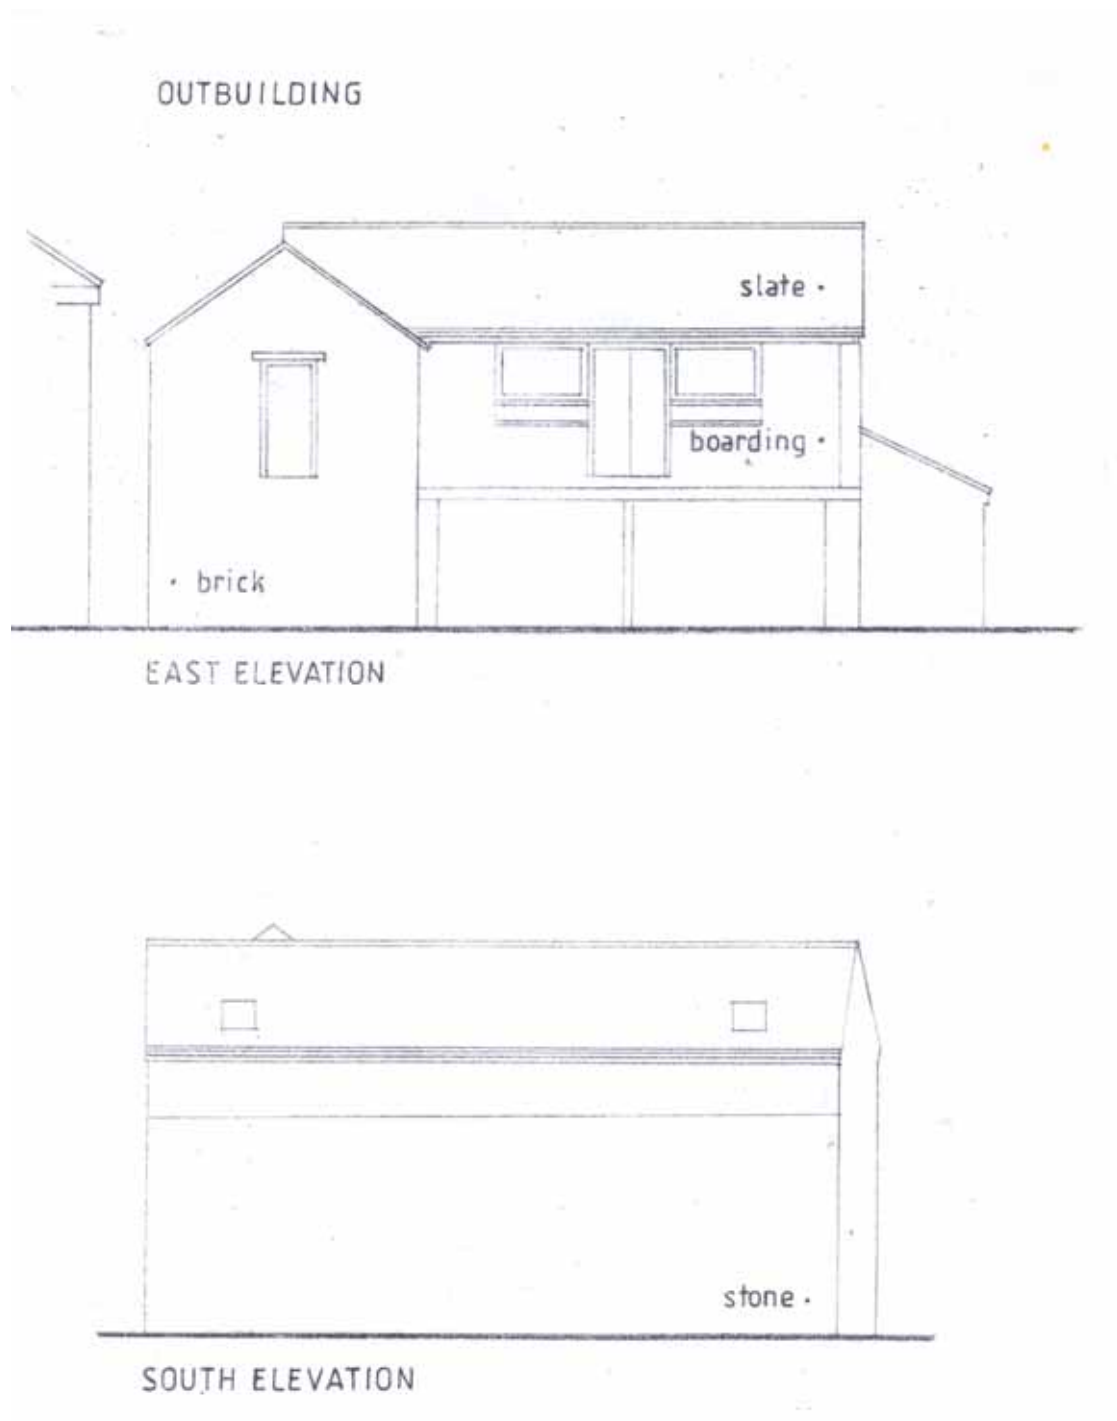 OUTBUILDING
slate
boarding
brick
EAST ELEVATION
stone
SOUTH ELEVATION